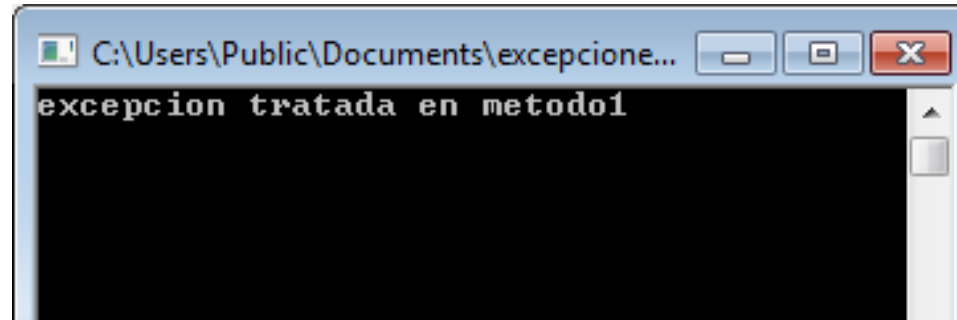 C:\Users\Public\Documents\excepcione...
excepcion tratada en metodo1